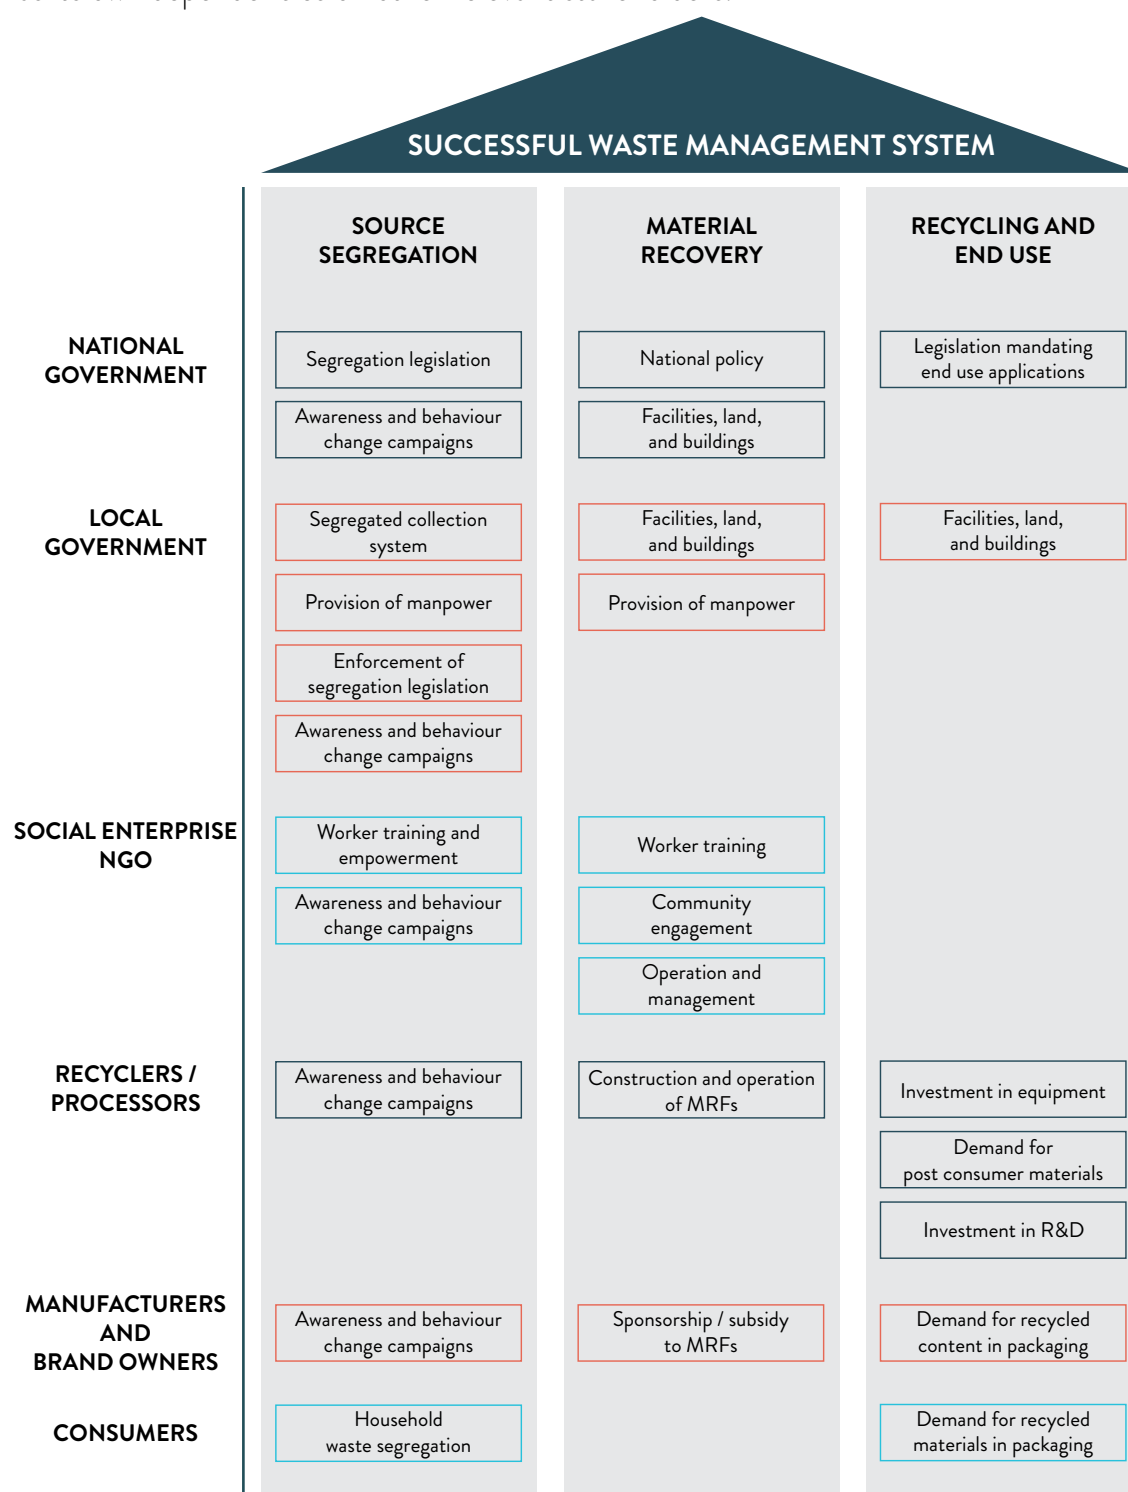 SUCCESSFUL WASTE MANAGEMENT SYSTEM
SOURCE
SEGREGATION
MATERIAL
RECOVERY
RECYCLING AND
END USE
NATIONAL
GOVERNMENT
Segregation legislation
National policy
Legislation mandating
end use applications
Awareness and behaviour
change campaigns
Facilities, land,
and buildings
LOCAL
GOVERNMENT
Segregated collection
system
Facilities, land,
and buildings
Facilities, land,
and buildings
Provision of manpower
Provision of manpower
Enforcement of
segregation legislation
Awareness and behaviour
change campaigns
SOCIAL ENTERPRISE
NGO
Worker training and
empowerment
Worker training
Awareness and behaviour
change campaigns
Community
engagement
Operation and
management
RECYCLERS /
PROCESSORS
Awareness and behaviour
change campaigns
Construction and operation
of MRFs
Investment in equipment
Demand for
post consumer materials
Investment in R&D
MANUFACTURERS
AND
BRAND OWNERS
Awareness and behaviour
change campaigns
Sponsorship / subsidy
to MRFs
Demand for recycled
content in packaging
CONSUMERS
Household
waste segregation
Demand for recycled
materials in packaging